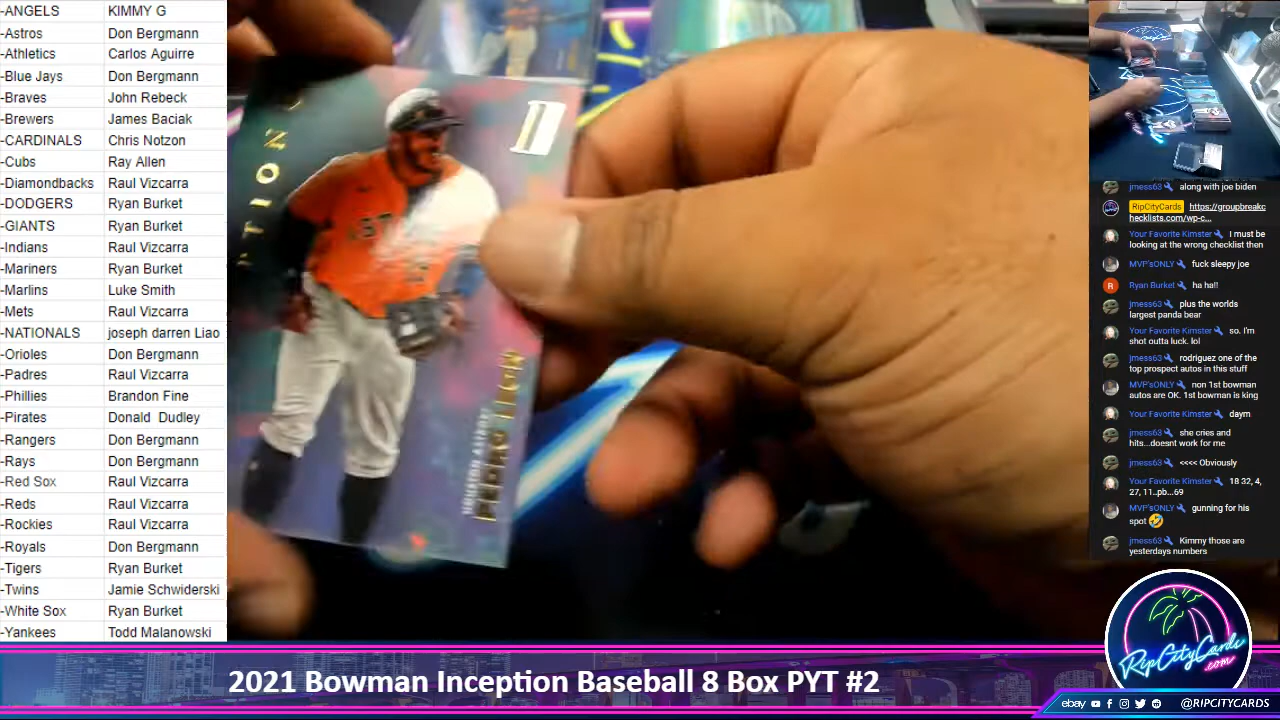 -ANGELS KIMMY G
-Astros Don Bergmann
-Athletics Carlos Aguirre
-Blue Jays Don Bergmann
-Braves John Rebeck
-Brewers James Baciak
-CARDINALS Chris Notzon
-Cubs Ray Allen
-Diamondbacks Raul Vizcarra
-DODGERS Ryan Burket
-GIANTS Ryan Burket
-Indians Raul Vizcarra
-Mariners Ryan Burket
-Marlins Luke Smith
-Mets Raul Vizcarra
-NATIONALS joseph darren Liao
-Orioles Don Bergmann
-Padres Raul Vizcarra
-Phillies Brandon Fine
-Pirates Donald Dudley
-Rangers Don Bergmann
-Rays Don Bergmann
-Red Sox Raul Vizcarra
-Reds Raul Vizcarra
-Rockies Raul Vizcarra
-Royals Don Bergmann
-Tigers Ryan Burket
-Twins Jamie Schwiderski
-White Sox Ryan Burket
-Yankees Todd Malanowski
TION
jmess63 along with joe biden
RipCityCards https://groupbreakc
hecklists.com/wp-c...
Your Favorite Kimster I must be
looking at the wrong checklist then
MVP'sONLY fuck sleepy joe
R Ryan Burket ha ha!!
jmess63 plus the worlds
largest panda bear
Your Favorite Kimster so. I'm
shot outta luck. lol
jmess63 rodriguez one of the
top prospect autos in this stuff
MVP'sONLY non 1st bowman
autos are OK. 1st bowman is king
Your Favorite Kimster daym
jmess63 she cries and
hits...doesnt work for me
jmess63 <<<< Obviously
Your Favorite Kimster 18 32, 4,
27, 11..pb...69
MVP'sONLY gunning for his
spot 🤣
jmess63 Kimmy those are
yesterdays numbers
RipCityCards
.com
2021 Bowman Inception Baseball 8 Box PYT #2
ebay @RIPCITYCARDS